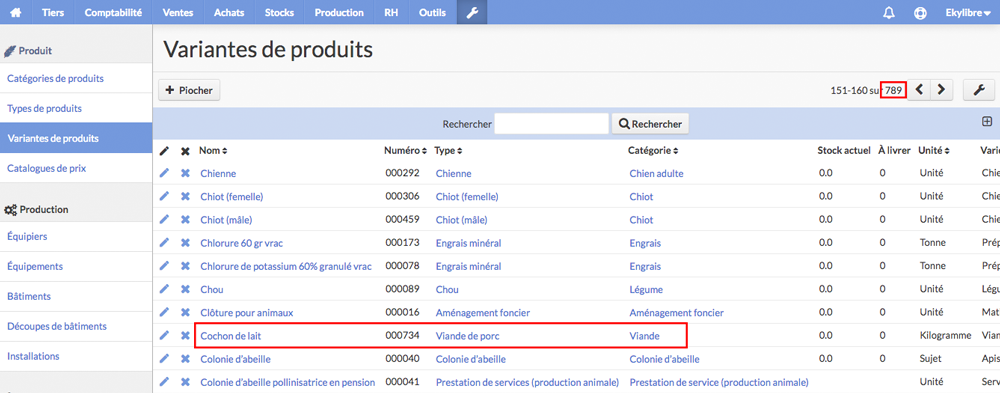 Tiers Comptabilité Ventes Achats Stocks Production RH Outils Ekylibre
Produit
Catégories de produits
Types de produits
Variantes de produits
Catalogues de prix
Production
Équipiers
Équipements
Bâtiments
Découpes de bâtiments
Installations
Variantes de produits
Piocher 151-160 sur 789
Rechercher Rechercher
Nom Numéro Type Catégorie Stock actuel À livrer Unité Varié
Chienne 000292 Chienne Chien adulte 0.0 0 Unité Chie
Chiot (femelle) 000306 Chiot (femelle) Chiot 0.0 0 Unité Chie
Chiot (mâle) 000459 Chiot (mâle) Chiot 0.0 0 Unité Chie
Chlorure 60 gr vrac 000173 Engrais minéral Engrais 0.0 0 Tonne Prép
Chlorure de potassium 60% granulé vrac 000078 Engrais minéral Engrais 0.0 0 Tonne Prép
Chou 000089 Chou Légume 0.0 0 Unité Légu
Clôture pour animaux 000016 Aménagement foncier Aménagement foncier 0.0 0 Unité Mat
Cochon de lait 000734 Viande de porc Viande 0.0 0 Kilogramme Vian
Colonie d'abeille 000040 Colonie d'abeille Colonie d'abeille 0.0 0 Sujet Apis
Colonie d'abeille pollinisatrice en pension 000041 Prestation de services (production animale) Prestation de service (production animale) Unité Serv